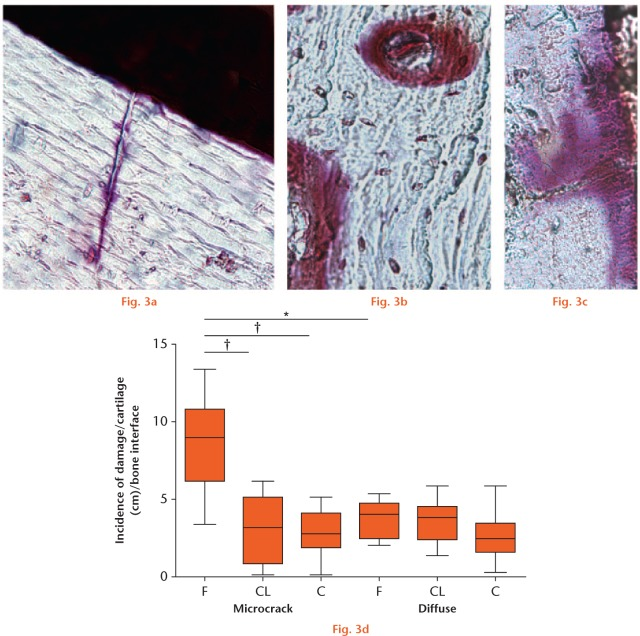 Fig. 3a
Fig. 3b
Fig. 3c
*
†
†
15
10
5
0
Incidence of damage/cartilage
(cm)/bone interface
F
CL
C
F
CL
C
Microcrack
Diffuse
Fig. 3d